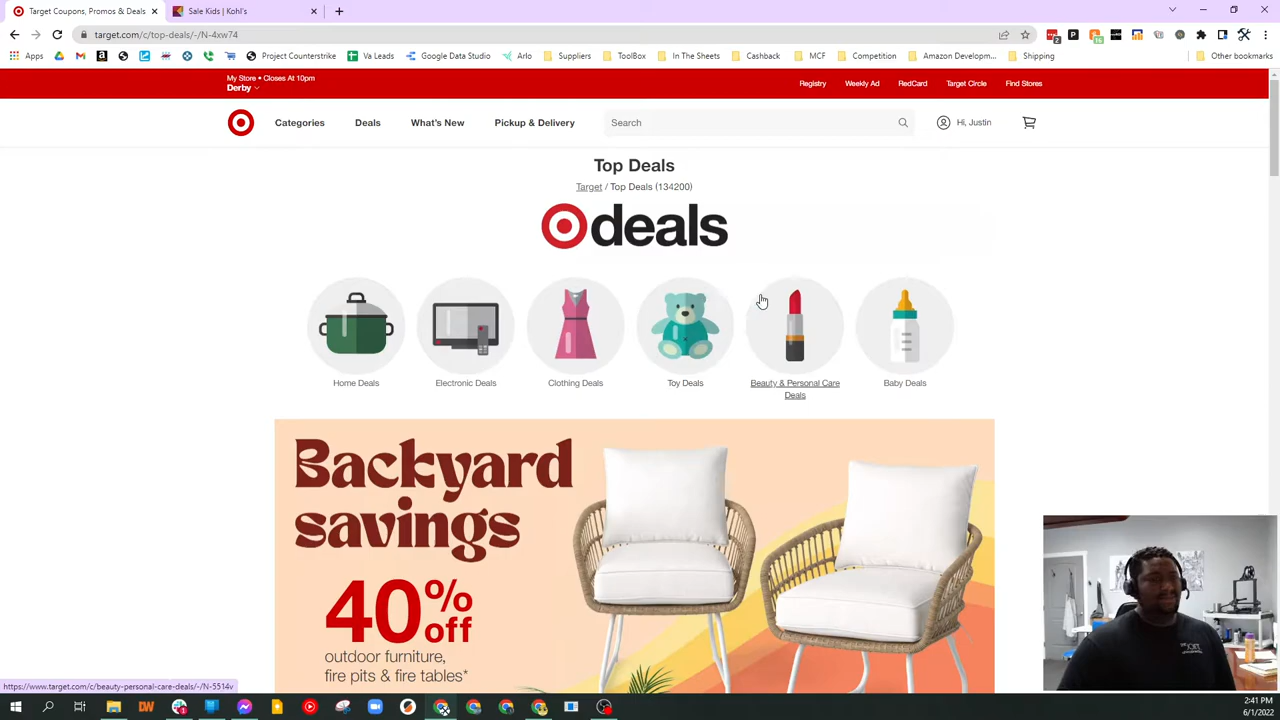 Target Coupons, Promos & Deals
Sale Kids | Kohl's
target.com/c/top-deals/-/N-4xw74
Apps
Va Leads
Project Counterstrike
Google Data Studio
Arlo
Suppliers
ToolBox
In The Sheets
Cashback
MCF
Competition
Amazon Developm...
Shipping
Other bookmarks
My Store • Closes At 10pm
Derby
Registry
Weekly Ad
RedCard
Target Circle
Find Stores
Categories
Deals
What's New
Pickup & Delivery
Search
Hi, Justin
Top Deals
Target / Top Deals (134200)
deals
Home Deals
Electronic Deals
Clothing Deals
Toy Deals
Beauty & Personal Care
Deals
Baby Deals
Backyard
savings
40% off
outdoor furniture,
fire pits & fire tables*
https://www.target.com/c/beauty-personal-care-deals/-/N-5514v
2:41 PM
6/1/2022